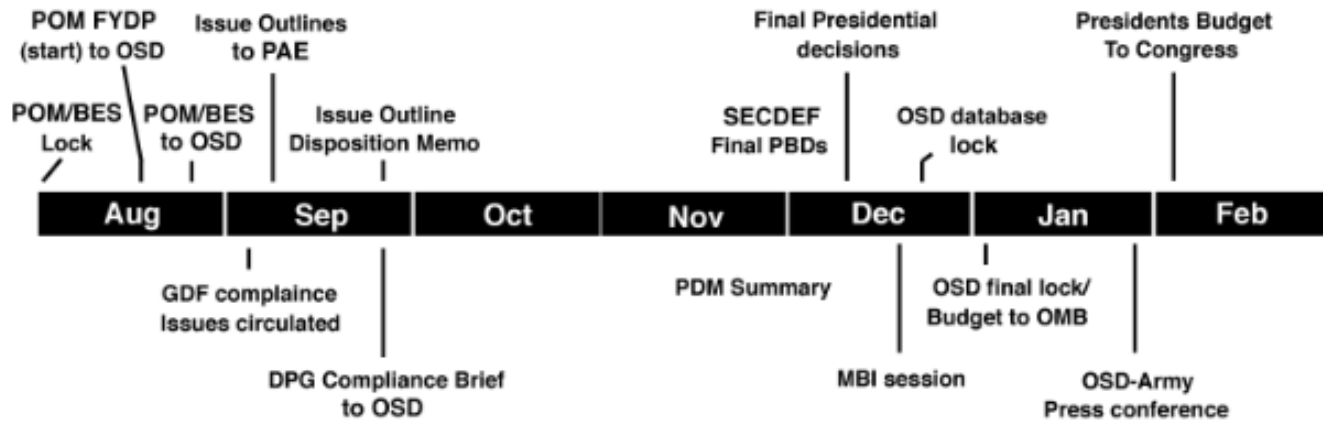 POM FYDP
(start) to OSD
Issue Outlines
to PAE
Final Presidential
decisions
Presidents Budget
To Congress
POM/BES
Lock
POM/BES
to OSD
Issue Outline
Disposition Memo
SECDEF
Final PBDs
OSD database
lock
Aug Sep Oct Nov Dec Jan Feb
GDF complaince
Issues circulated
PDM Summary
OSD final lock/
Budget to OMB
DPG Compliance Brief
to OSD
MBI session
OSD-Army
Press conference